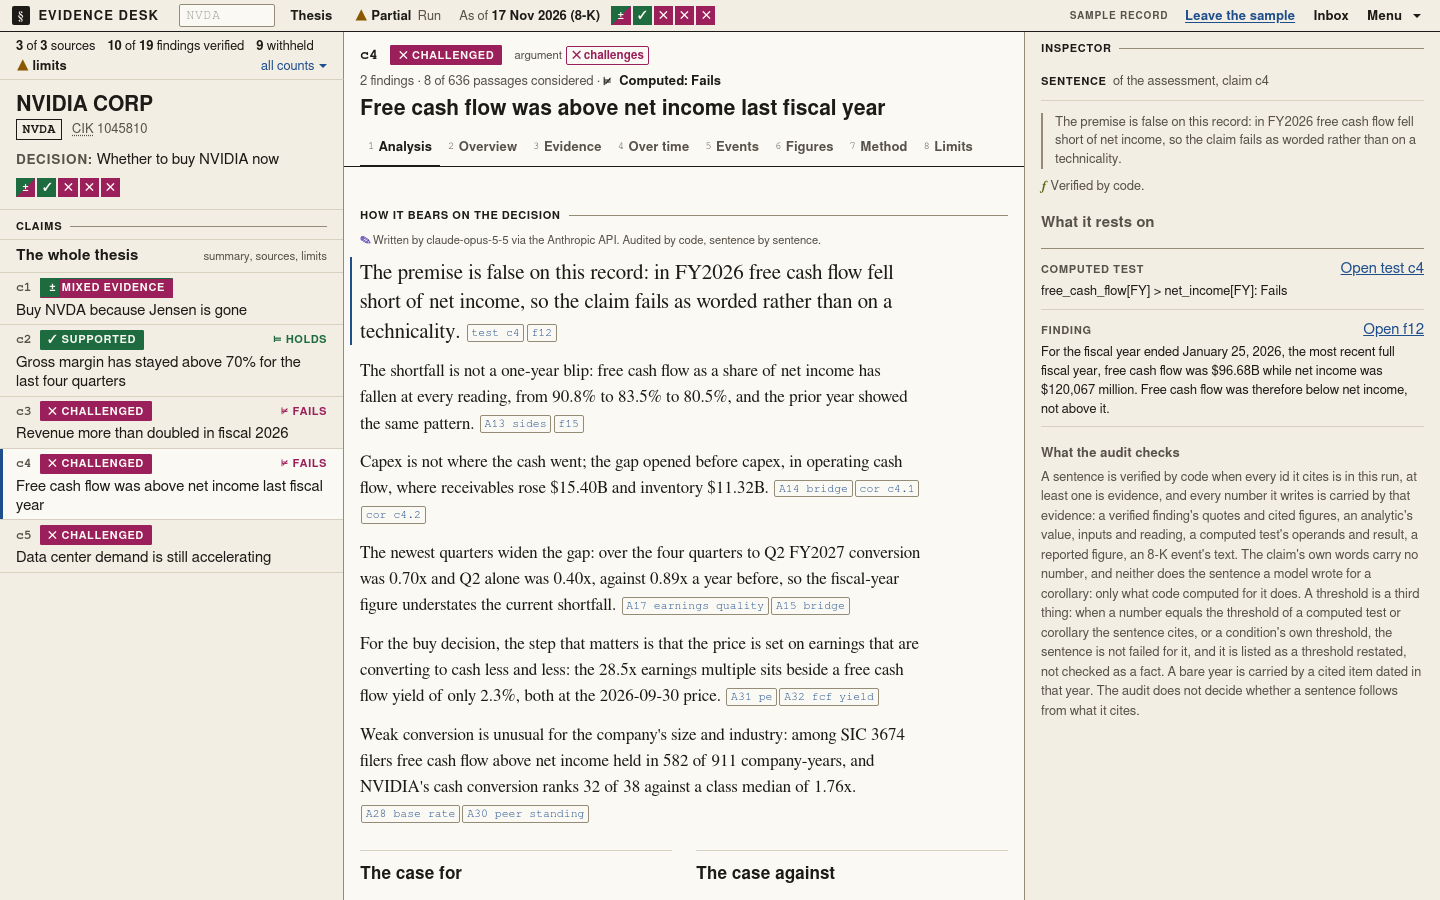 § EVIDENCE DESK NVDA Thesis Partial Run As of 17 Nov 2026 (8-K) ± ✓ ✕ ✕ ✕ SAMPLE RECORD Leave the sample Inbox Menu
3 of 3 sources 10 of 19 findings verified 9 withheld
limits all counts
NVIDIA CORP
NVDA CIK 1045810
DECISION: Whether to buy NVIDIA now
± ✓ ✕ ✕ ✕
CLAIMS
The whole thesis summary, sources, limits
c1 ± MIXED EVIDENCE
Buy NVDA because Jensen is gone
c2 ✓ SUPPORTED ⊨ HOLDS
Gross margin has stayed above 70% for the
last four quarters
c3 ✕ CHALLENGED ⊭ FAILS
Revenue more than doubled in fiscal 2026
c4 ✕ CHALLENGED ⊭ FAILS
Free cash flow was above net income last fiscal
year
c5 ✕ CHALLENGED
Data center demand is still accelerating
c4 ✕ CHALLENGED argument ✕ challenges
2 findings · 8 of 636 passages considered · ⊭ Computed: Fails
Free cash flow was above net income last fiscal year
1 Analysis 2 Overview 3 Evidence 4 Over time 5 Events 6 Figures 7 Method 8 Limits
HOW IT BEARS ON THE DECISION
✎ Written by claude-opus-5-5 via the Anthropic API. Audited by code, sentence by sentence.
The premise is false on this record: in FY2026 free cash flow fell
short of net income, so the claim fails as worded rather than on a
technicality. test c4 f12
The shortfall is not a one-year blip: free cash flow as a share of net income has
fallen at every reading, from 90.8% to 83.5% to 80.5%, and the prior year showed
the same pattern. A13 sides f15
Capex is not where the cash went; the gap opened before capex, in operating cash
flow, where receivables rose $15.40B and inventory $11.32B. A14 bridge cor c4.1
cor c4.2
The newest quarters widen the gap: over the four quarters to Q2 FY2027 conversion
was 0.70x and Q2 alone was 0.40x, against 0.89x a year before, so the fiscal-year
figure understates the current shortfall. A17 earnings quality A15 bridge
For the buy decision, the step that matters is that the price is set on earnings that are
converting to cash less and less: the 28.5x earnings multiple sits beside a free cash
flow yield of only 2.3%, both at the 2026-09-30 price. A31 pe A32 fcf yield
Weak conversion is unusual for the company's size and industry: among SIC 3674
filers free cash flow above net income held in 582 of 911 company-years, and
NVIDIA's cash conversion ranks 32 of 38 against a class median of 1.76x.
A28 base rate A30 peer standing
The case for The case against
INSPECTOR
SENTENCE of the assessment, claim c4
The premise is false on this record: in FY2026 free cash flow fell
short of net income, so the claim fails as worded rather than on a
technicality.
ƒ Verified by code.
What it rests on
COMPUTED TEST Open test c4
free_cash_flow[FY] > net_income[FY]: Fails
FINDING Open f12
For the fiscal year ended January 25, 2026, the most recent full
fiscal year, free cash flow was $96.68B while net income was
$120,067 million. Free cash flow was therefore below net income,
not above it.
What the audit checks
A sentence is verified by code when every id it cites is in this run, at
least one is evidence, and every number it writes is carried by that
evidence: a verified finding's quotes and cited figures, an analytic's
value, inputs and reading, a computed test's operands and result, a
reported figure, an 8-K event's text. The claim's own words carry no
number, and neither does the sentence a model wrote for a
corollary: only what code computed for it does. A threshold is a third
thing: when a number equals the threshold of a computed test or
corollary the sentence cites, or a condition's own threshold, the
sentence is not failed for it, and it is listed as a threshold restated,
not checked as a fact. A bare year is carried by a cited item dated in
that year. The audit does not decide whether a sentence follows
from what it cites.